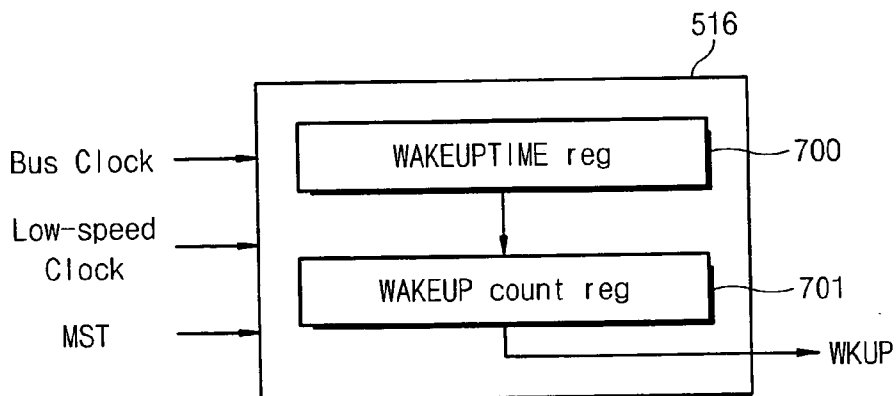 516
Bus Clock
WAKEUPTIME reg
700
Low-speed
Clock
WAKEUP count reg
701
MST
WKUP